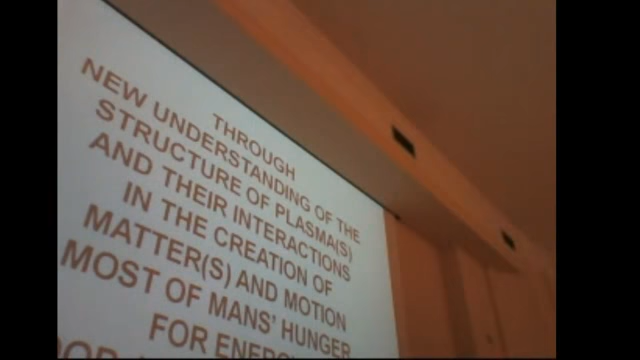 THROUGH
NEW UNDERSTANDING OF THE
STRUCTURE OF PLASMA(S)
AND THEIR INTERACTIONS
IN THE CREATION OF
MATTER(S) AND MOTION
MOST OF MANS' HUNGER
FOR